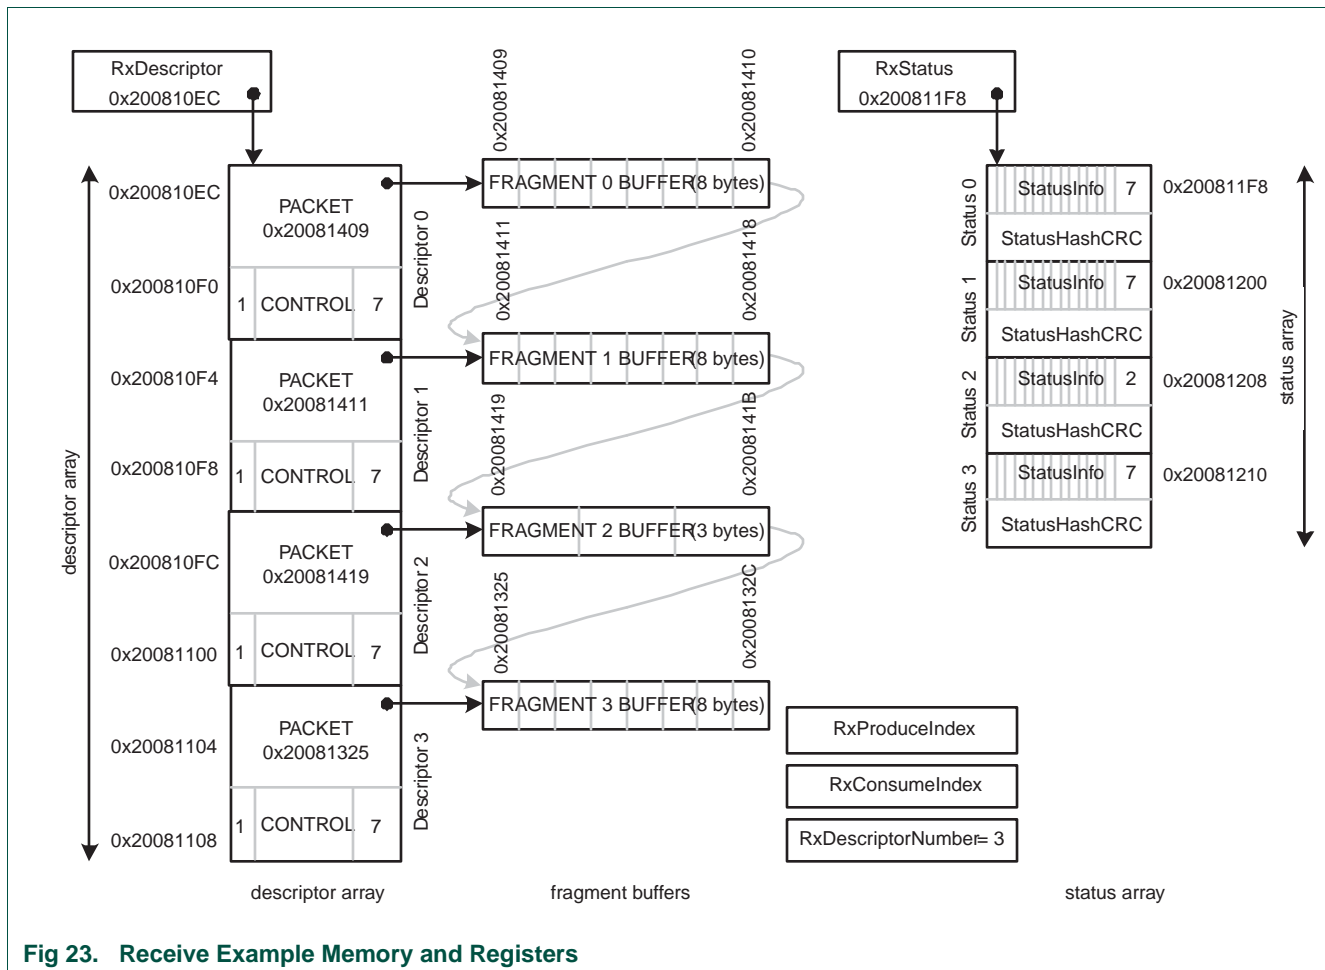 RxDescriptor
0x200810EC
0x20081409
0x20081410
RxStatus
0x200811F8
0x200810EC
PACKET
0x20081409
0x200810F0
1 CONTROL 7
Descriptor 0
FRAGMENT 0 BUFFER(8 bytes)
0x20081411
0x20081418
0x200810F4
PACKET
0x20081411
0x200810F8
1 CONTROL 7
Descriptor 1
FRAGMENT 1 BUFFER(8 bytes)
0x20081419
0x2008141B
0x200810FC
PACKET
0x20081419
0x20081100
1 CONTROL 7
Descriptor 2
FRAGMENT 2 BUFFER(3 bytes)
0x20081325
0x2008132C
0x20081104
PACKET
0x20081325
0x20081108
1 CONTROL 7
Descriptor 3
FRAGMENT 3 BUFFER(8 bytes)
descriptor array
Status 0
StatusInfo 7
0x200811F8
StatusHashCRC
Status 1
StatusInfo 7
0x20081200
StatusHashCRC
Status 2
StatusInfo 2
0x20081208
StatusHashCRC
Status 3
StatusInfo 7
0x20081210
StatusHashCRC
status array
RxProduceIndex
RxConsumeIndex
RxDescriptorNumber= 3
descriptor array
fragment buffers
status array
Fig 23. Receive Example Memory and Registers